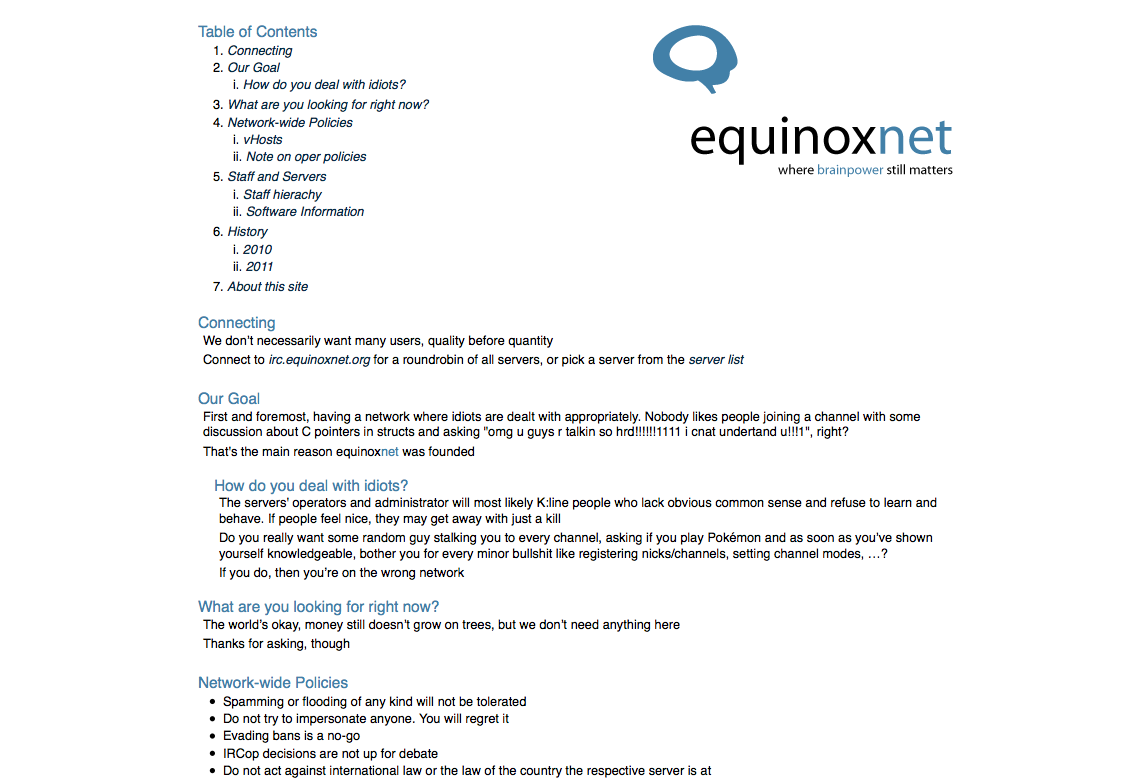 Table of Contents
1. Connecting
2. Our Goal
i. How do you deal with idiots?
3. What are you looking for right now?
4. Network-wide Policies
i. vHosts
ii. Note on oper policies
5. Staff and Servers
i. Staff hierachy
ii. Software Information
6. History
i. 2010
ii. 2011
7. About this site
equinoxnet
where brainpower still matters
Connecting
We don't necessarily want many users, quality before quantity
Connect to irc.equinoxnet.org for a roundrobin of all servers, or pick a server from the server list
Our Goal
First and foremost, having a network where idiots are dealt with appropriately. Nobody likes people joining a channel with some
discussion about C pointers in structs and asking "omg u guys r talkin so hrd!!!!!!1111 i cnat undertand u!!!1", right?
That's the main reason equinoxnet was founded
How do you deal with idiots?
The servers' operators and administrator will most likely K:line people who lack obvious common sense and refuse to learn and
behave. If people feel nice, they may get away with just a kill
Do you really want some random guy stalking you to every channel, asking if you play Pokémon and as soon as you've shown
yourself knowledgeable, bother you for every minor bullshit like registering nicks/channels, setting channel modes, …?
If you do, then you're on the wrong network
What are you looking for right now?
The world's okay, money still doesn't grow on trees, but we don't need anything here
Thanks for asking, though
Network-wide Policies
• Spamming or flooding of any kind will not be tolerated
• Do not try to impersonate anyone. You will regret it
• Evading bans is a no-go
• IRCop decisions are not up for debate
• Do not act against international law or the law of the country the respective server is at